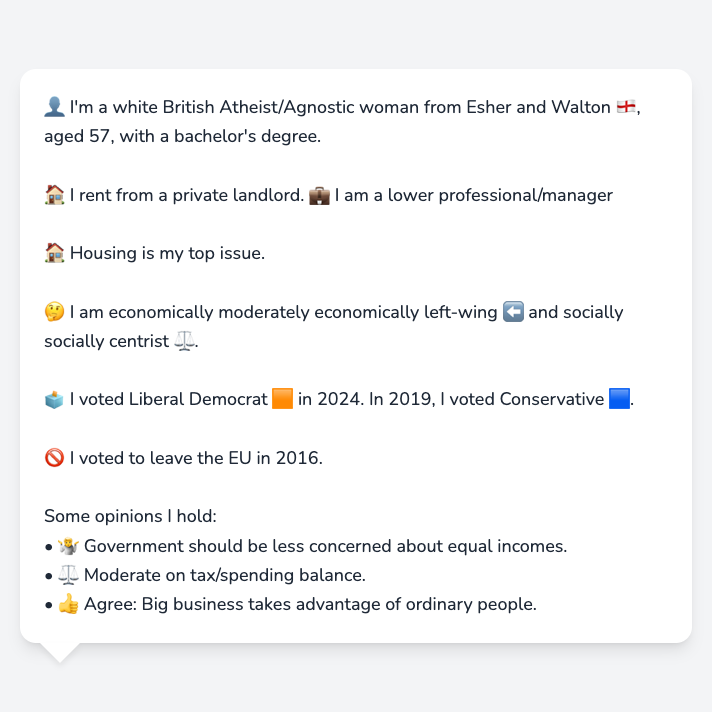 👤 I'm a white British Atheist/Agnostic woman from Esher and Walton 🏴󠁧󠁢󠁥󠁮󠁧󠁿,
aged 57, with a bachelor's degree.
🏠 I rent from a private landlord. 💼 I am a lower professional/manager
🏠 Housing is my top issue.
🤔 I am economically moderately economically left-wing ⬅️ and socially
socially centrist ⚖️.
🗳️ I voted Liberal Democrat 🟧 in 2024. In 2019, I voted Conservative 🟦.
🚫 I voted to leave the EU in 2016.
Some opinions I hold:
• 🤷 Government should be less concerned about equal incomes.
• ⚖️ Moderate on tax/spending balance.
• 👍 Agree: Big business takes advantage of ordinary people.